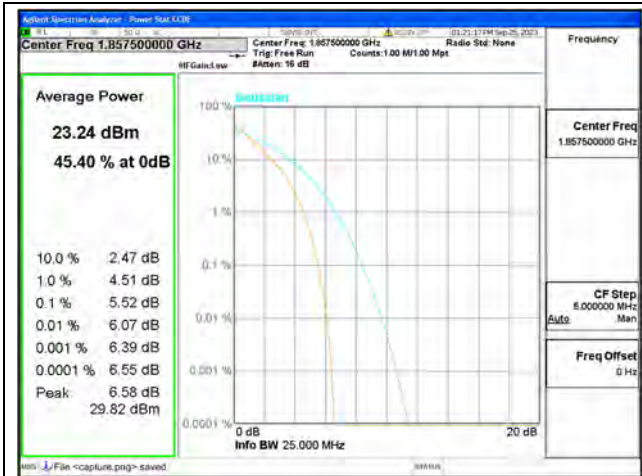 Agilent Spectrum Analyzer - Power Stat CCDF
01:21:17 PM Sep 25, 2023
Center Freq 1.857500000 GHz
Center Freq: 1.857500000 GHz
Radio Std: None
Trig: Free Run
Counts:1.00 M/1.00 Mpt
#IFGain:Low
#Atten: 16 dB
Frequency
Average Power
23.24 dBm
45.40 % at 0dB
10.0 % 2.47 dB
1.0 % 4.51 dB
0.1 % 5.52 dB
0.01 % 6.07 dB
0.001 % 6.39 dB
0.0001 % 6.55 dB
Peak 6.58 dB
29.82 dBm
Gaussian
100 %
10 %
1 %
0.1 %
0.01 %
0.001 %
0.0001 %
0 dB
20 dB
Info BW 25.000 MHz
Center Freq
1.857500000 GHz
CF Step
5.000000 MHz
Auto Man
Freq Offset
0 Hz
MSG
File <capture.png> saved
STATUS